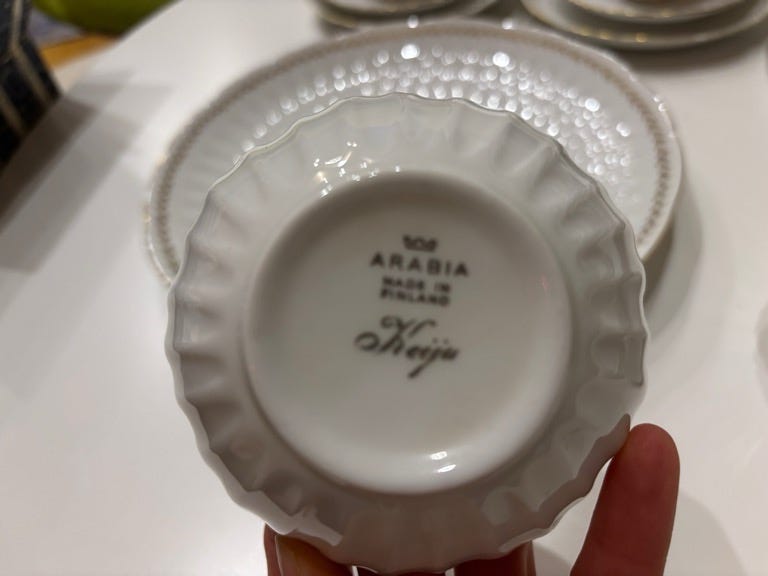 ARABIA
MADE IN
FINLAND
Keiju